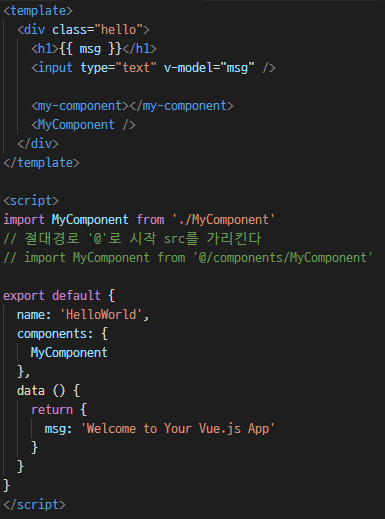 <template>
  <div class="hello">
    <h1>{{ msg }}</h1>
    <input type="text" v-model="msg" />

    <my-component></my-component>
    <MyComponent />
  </div>
</template>

<script>
import MyComponent from './MyComponent'
// 절대경로 '@'로 시작 src를 가리킨다
// import MyComponent from '@/components/MyComponent'

export default {
  name: 'HelloWorld',
  components: {
    MyComponent
  },
  data () {
    return {
      msg: 'Welcome to Your Vue.js App'
    }
  }
}
</script>